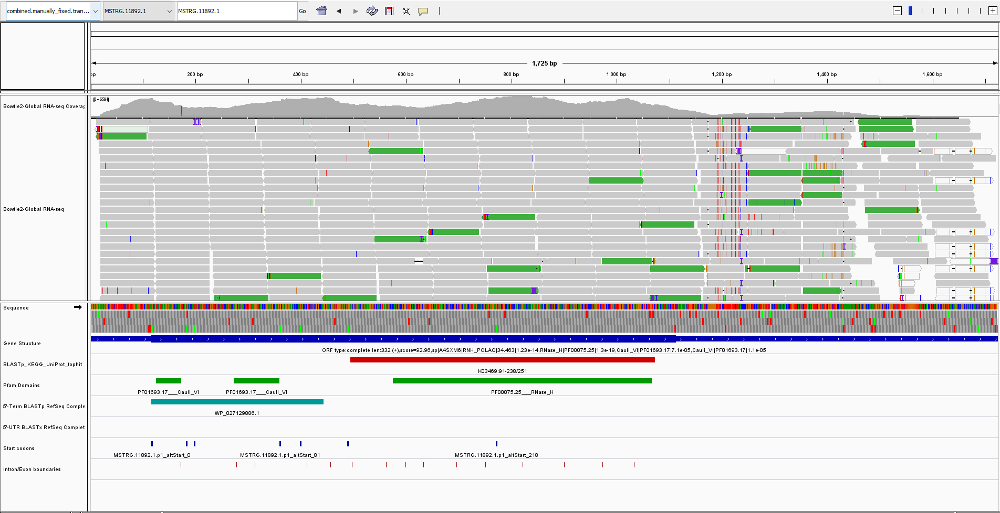 combined.manually_fixed.tran... MSTRG.11892.1 MSTRG.11892.1 Go
1,725 bp
bp 200 bp 400 bp 600 bp 800 bp 1,000 bp 1,200 bp 1,400 bp 1,600 bp
[0 - 659]
Bowtie2-Global RNA-seq Coverag
Bowtie2-Global RNA-seq
Sequence
Gene Structure
ORF type:complete len:332 (+),score=92.96,sp|A4SXM6|RNH_POLAQ|34.463|1.23e-14,RNase_H|PF00075.25|1.3e-19,Cauli_VI|PF01693.17|7.1e-05,Cauli_VI|PF01693.17|1.1e-05
BLASTp_KEGG_UniProt_tophit
K03469:91-238/251
Pfam Domains
PF01693.17___Cauli_VI PF01693.17___Cauli_VI PF00075.25___RNase_H
5'-Term BLASTp RefSeq Comple
WP_027129886.1
5'-UTR BLASTx RefSeq Complet
Start codons
MSTRG.11892.1.p1_altStart_0 MSTRG.11892.1.p1_altStart_81 MSTRG.11892.1.p1_altStart_218
Intron/Exon boundaries